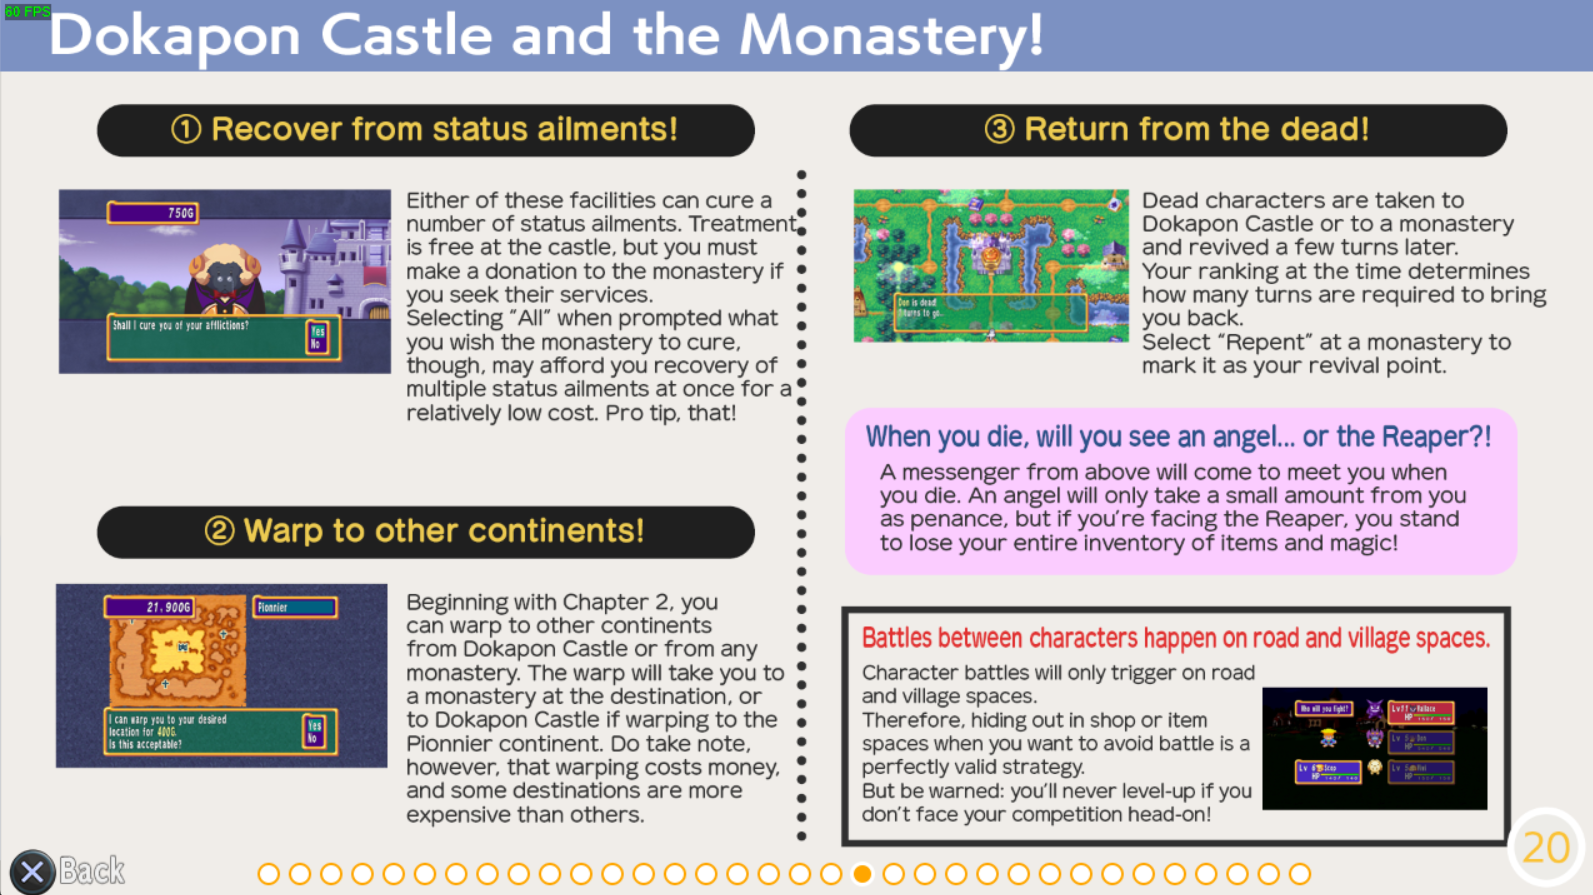 60 FPS
Dokapon Castle and the Monastery!
① Recover from status ailments!
750G
Shall I cure you of your afflictions?
Yes
No
Either of these facilities can cure a
number of status ailments. Treatment
is free at the castle, but you must
make a donation to the monastery if
you seek their services.
Selecting “All” when prompted what
you wish the monastery to cure,
though, may afford you recovery of
multiple status ailments at once for a
relatively low cost. Pro tip, that!
② Warp to other continents!
21,900G
Pionnier
I can warp you to your desired
location for 400G.
Is this acceptable?
Yes
No
Beginning with Chapter 2, you
can warp to other continents
from Dokapon Castle or from any
monastery. The warp will take you to
a monastery at the destination, or
to Dokapon Castle if warping to the
Pionnier continent. Do take note,
however, that warping costs money,
and some destinations are more
expensive than others.
③ Return from the dead!
Don is dead!
turns to go.
Dead characters are taken to
Dokapon Castle or to a monastery
and revived a few turns later.
Your ranking at the time determines
how many turns are required to bring
you back.
Select “Repent” at a monastery to
mark it as your revival point.
When you die, will you see an angel... or the Reaper?!
A messenger from above will come to meet you when
you die. An angel will only take a small amount from you
as penance, but if you’re facing the Reaper, you stand
to lose your entire inventory of items and magic!
Battles between characters happen on road and village spaces.
Character battles will only trigger on road
and village spaces.
Therefore, hiding out in shop or item
spaces when you want to avoid battle is a
perfectly valid strategy.
But be warned: you’ll never level-up if you
don’t face your competition head-on!
Who will you fight?
Lv11 Wallace
HP
Lv Don
HP
Lv
HP
Lv
HP
Back
20